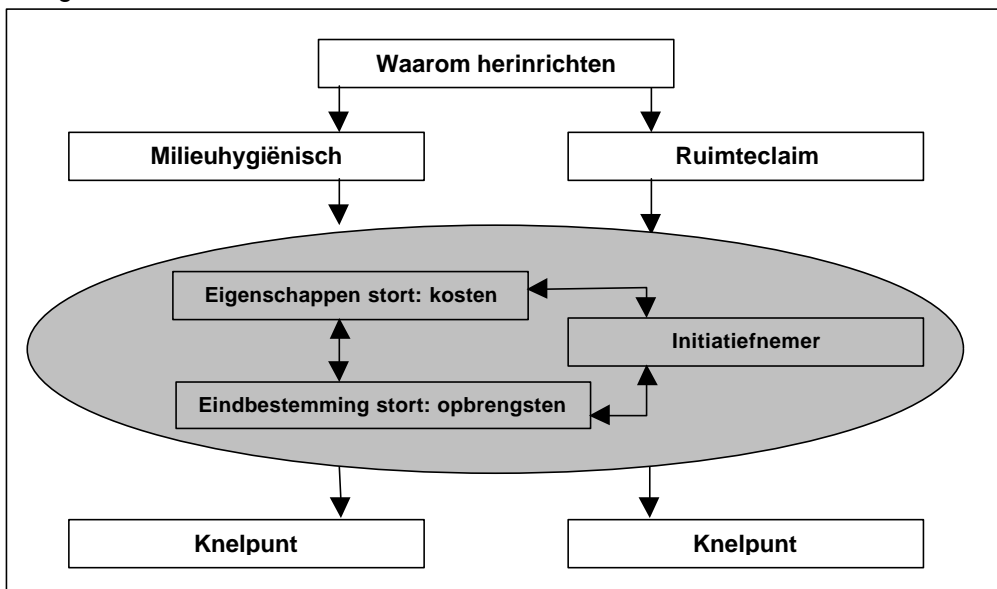 Waarom herinrichten
Milieuhygiënisch
Ruimteclaim
Eigenschappen stort: kosten
Initiatiefnemer
Eindbestemming stort: opbrengsten
Knelpunt
Knelpunt